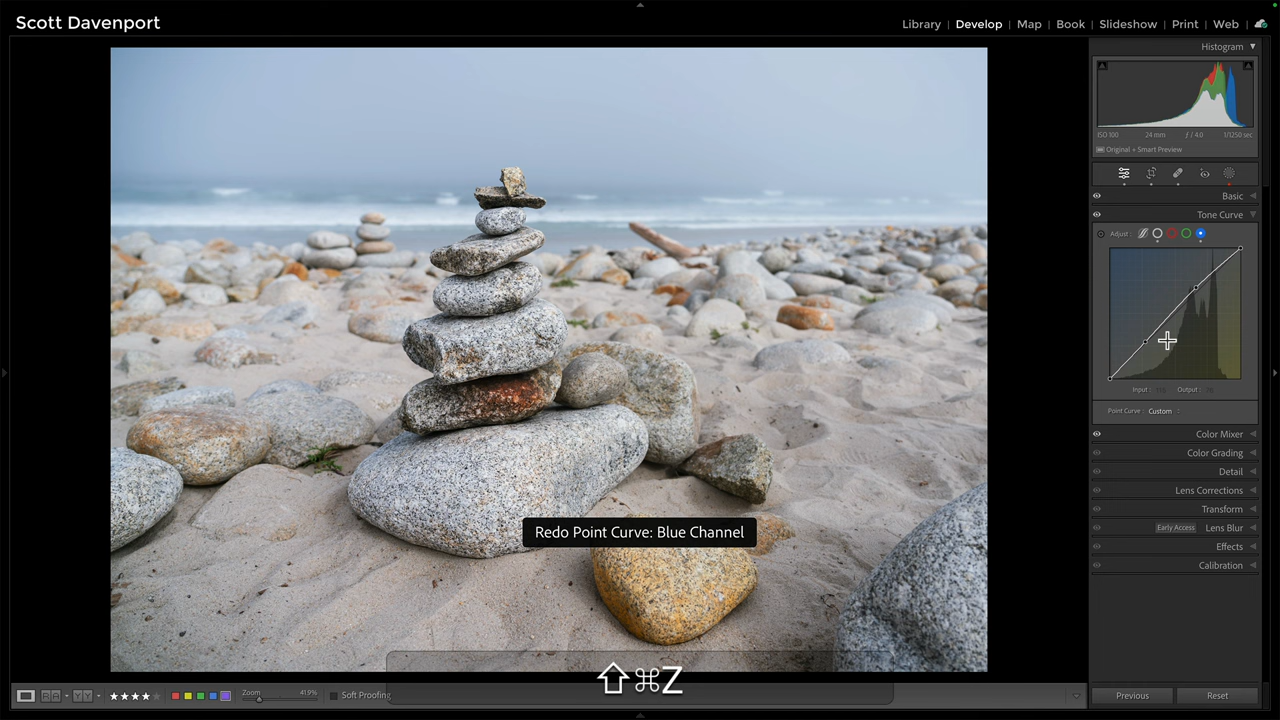 Scott Davenport
Library | Develop | Map | Book | Slideshow | Print | Web
Histogram
ISO 100 24 mm ƒ / 4.0 1/1250 sec
Original + Smart Preview
Basic
Tone Curve
Adjust :
Input : Output :
Point Curve : Custom
Color Mixer
Color Grading
Detail
Lens Corrections
Transform
Early Access Lens Blur
Effects
Calibration
Redo Point Curve: Blue Channel
⇧⌘Z
Zoom 41.9%
Soft Proofing
Previous Reset